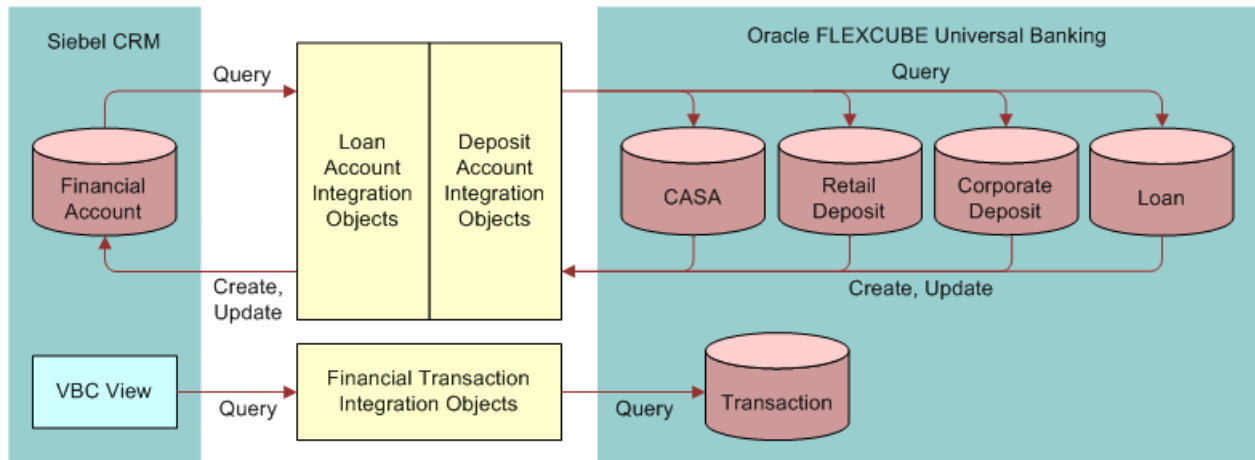 Siebel CRM
Oracle FLEXCUBE Universal Banking
Query
Query
Loan
Account
Integration
Objects
Deposit
Account
Integration
Objects
Financial
Account
CASA
Retail
Deposit
Corporate
Deposit
Loan
Create,
Update
Create, Update
VBC View
Query
Financial Transaction
Integration Objects
Query
Transaction